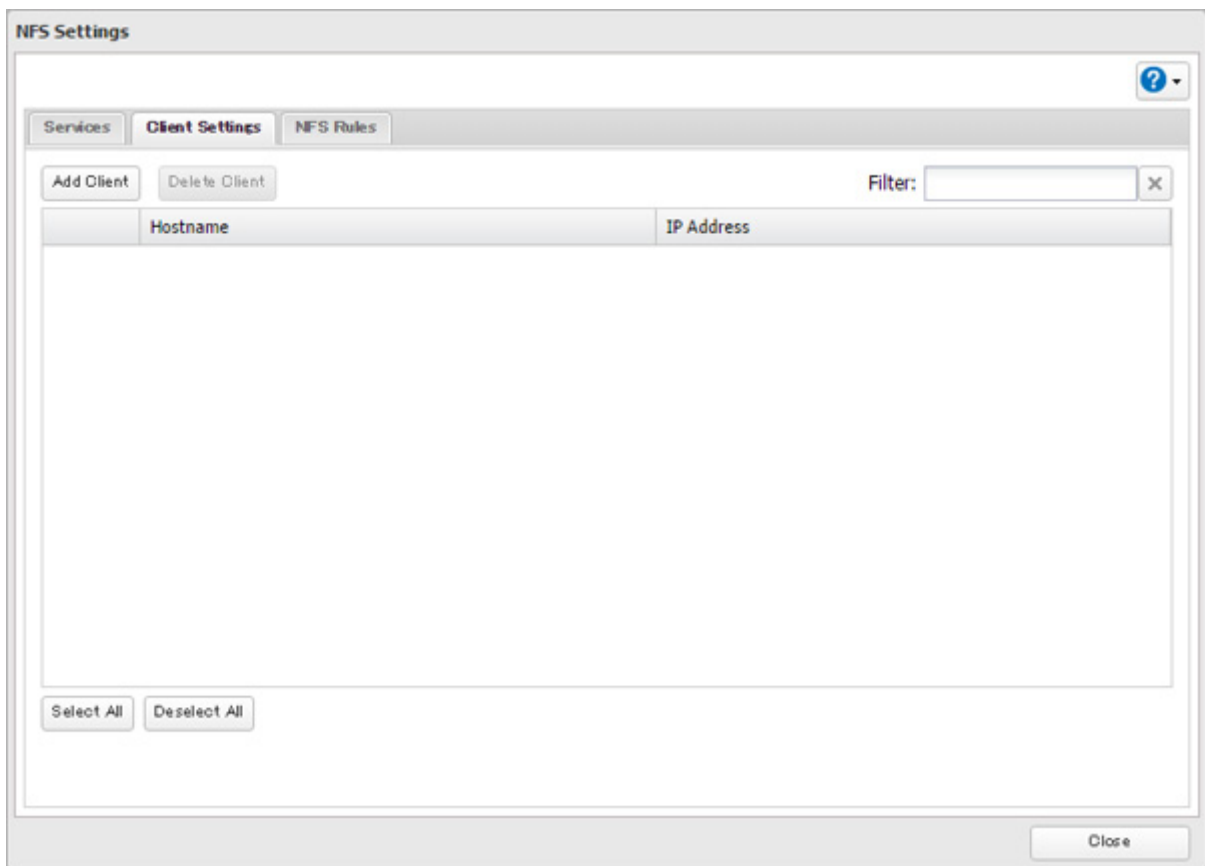 NFS Settings
?
Services Client Settings NFS Rules
Add Client Delete Client Filter:
Hostname IP Address
Select All Deselect All
Close